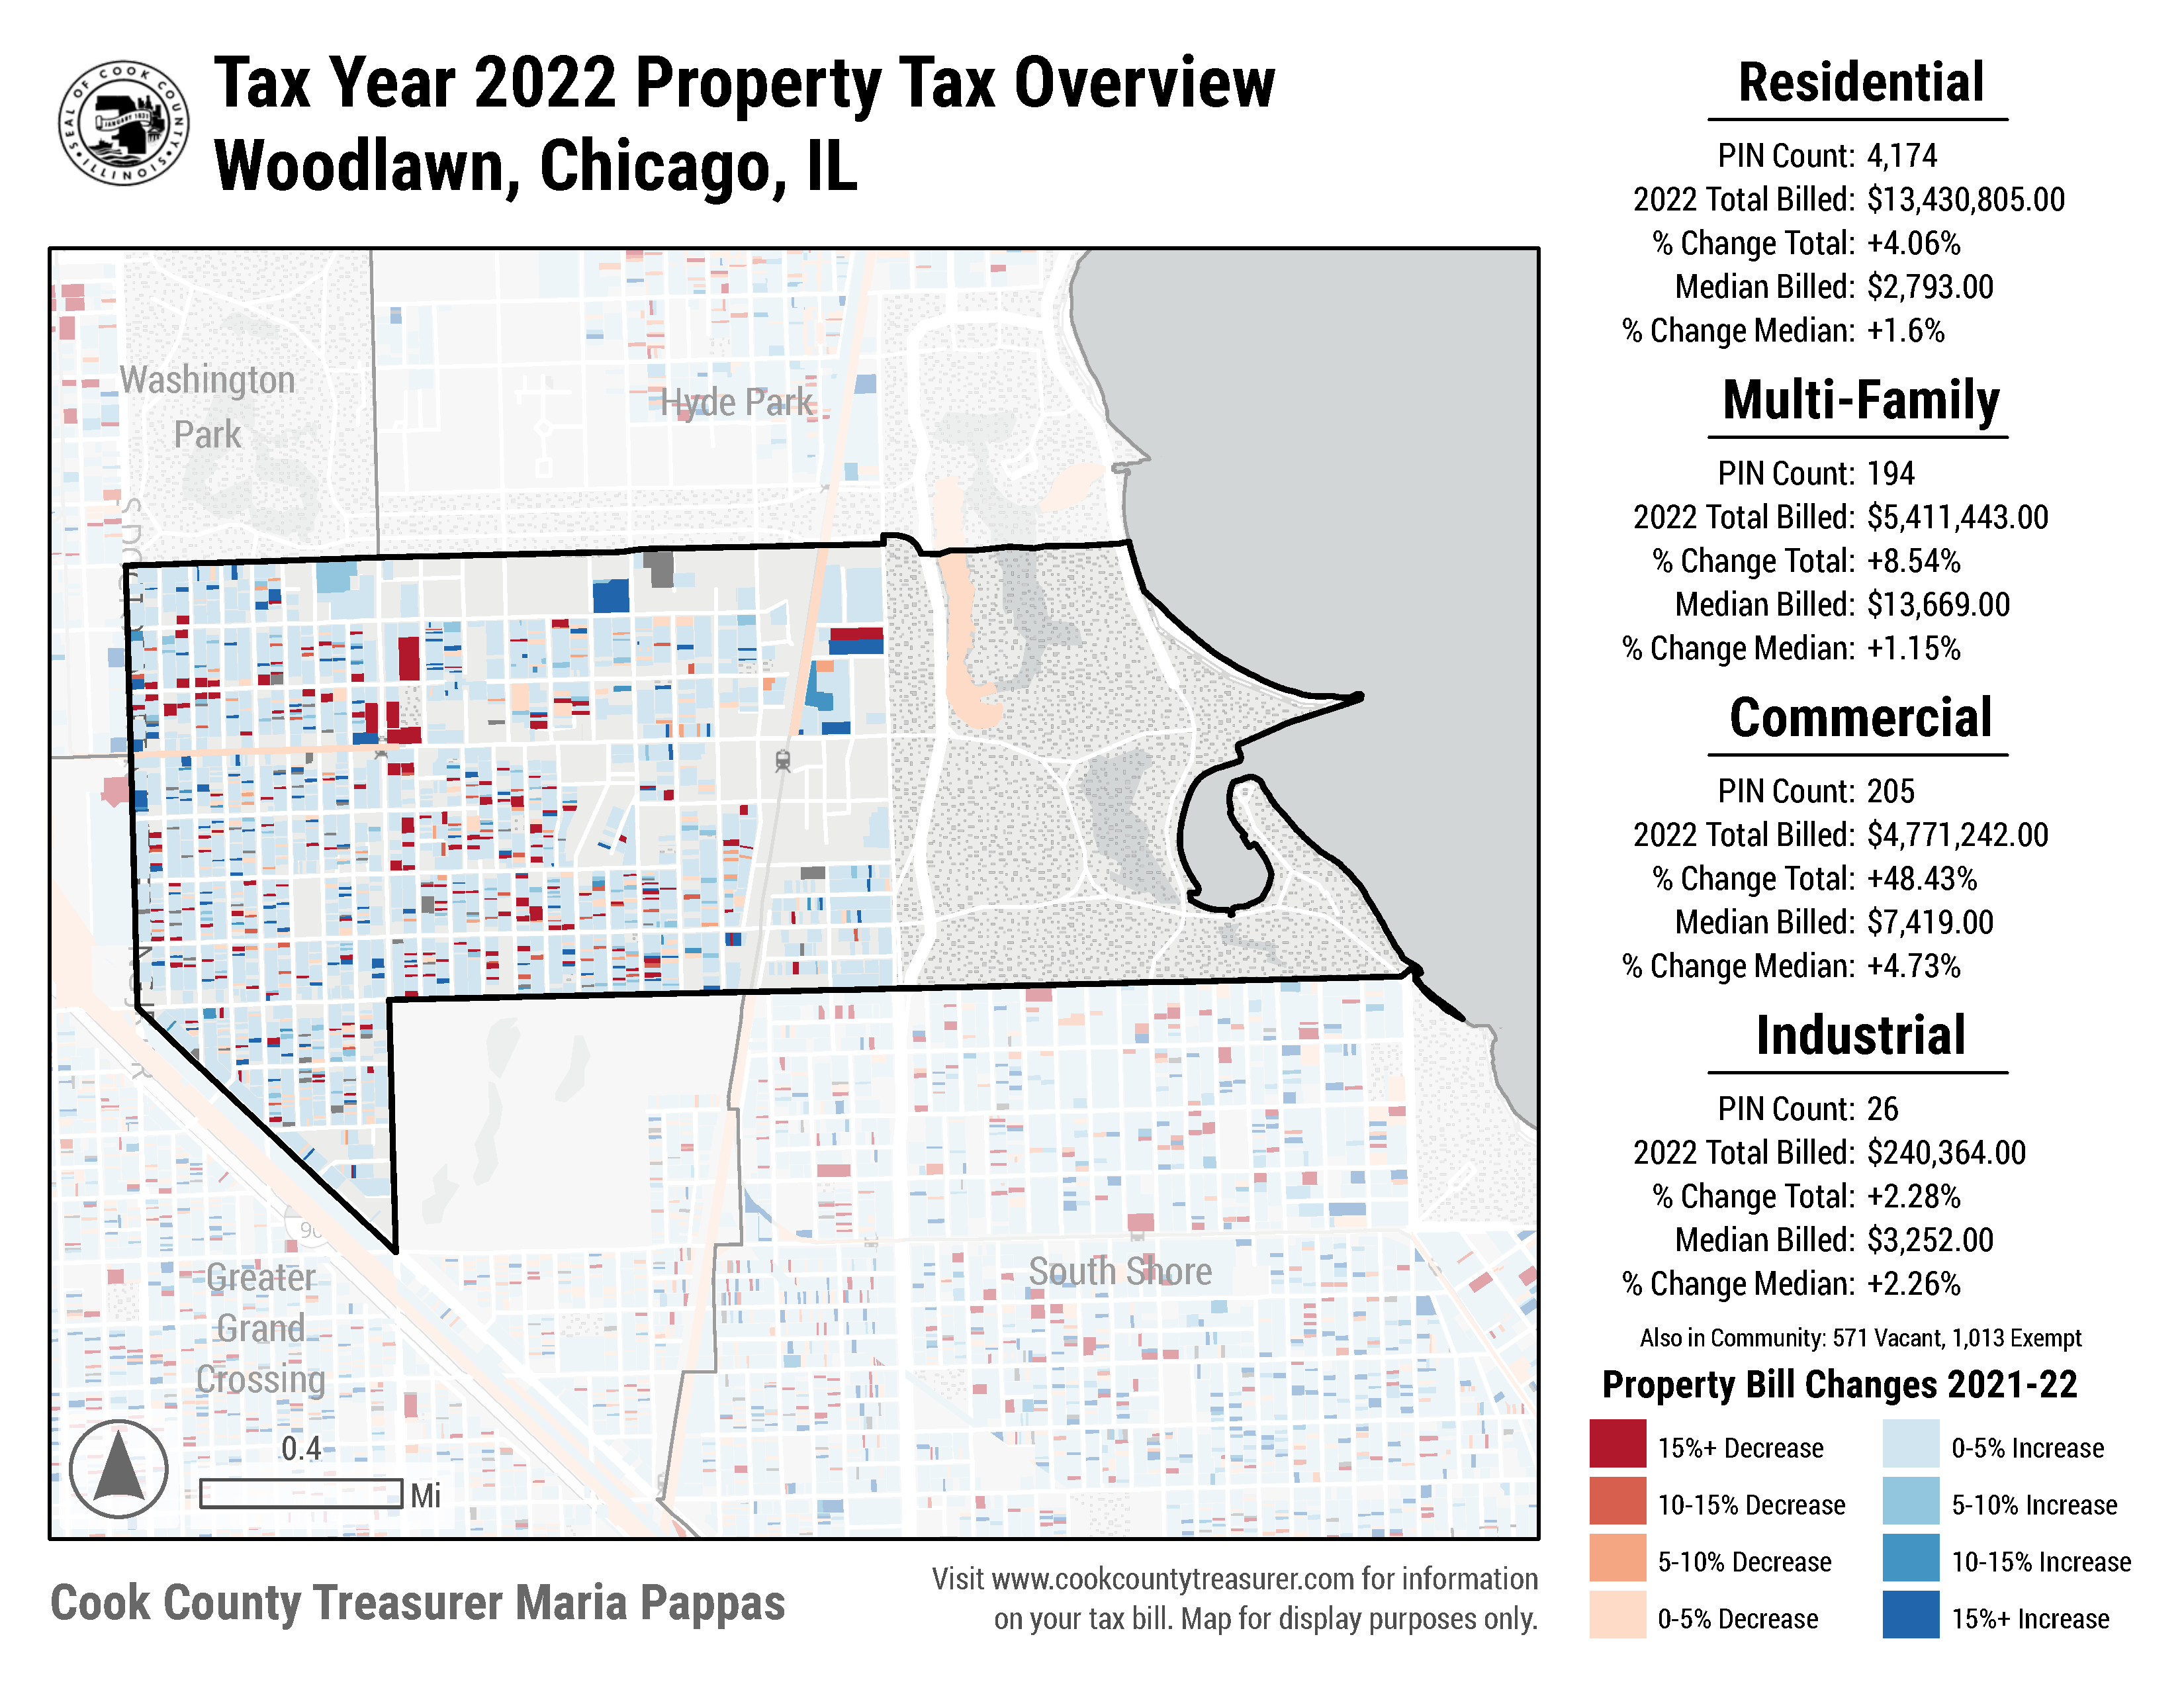 SEAL OF COOK COUNTY
JANUARY 1831
ILLINOIS
Tax Year 2022 Property Tax Overview
Woodlawn, Chicago, IL
Washington
Park
Hyde Park
South Shore
Greater
Grand
Crossing
90
0.4
Mi
Cook County Treasurer Maria Pappas
Visit www.cookcountytreasurer.com for information
on your tax bill. Map for display purposes only.
Residential
PIN Count: 4,174
2022 Total Billed: $13,430,805.00
% Change Total: +4.06%
Median Billed: $2,793.00
% Change Median: +1.6%
Multi-Family
PIN Count: 194
2022 Total Billed: $5,411,443.00
% Change Total: +8.54%
Median Billed: $13,669.00
% Change Median: +1.15%
Commercial
PIN Count: 205
2022 Total Billed: $4,771,242.00
% Change Total: +48.43%
Median Billed: $7,419.00
% Change Median: +4.73%
Industrial
PIN Count: 26
2022 Total Billed: $240,364.00
% Change Total: +2.28%
Median Billed: $3,252.00
% Change Median: +2.26%
Also in Community: 571 Vacant, 1,013 Exempt
Property Bill Changes 2021-22
15%+ Decrease
10-15% Decrease
5-10% Decrease
0-5% Decrease
0-5% Increase
5-10% Increase
10-15% Increase
15%+ Increase